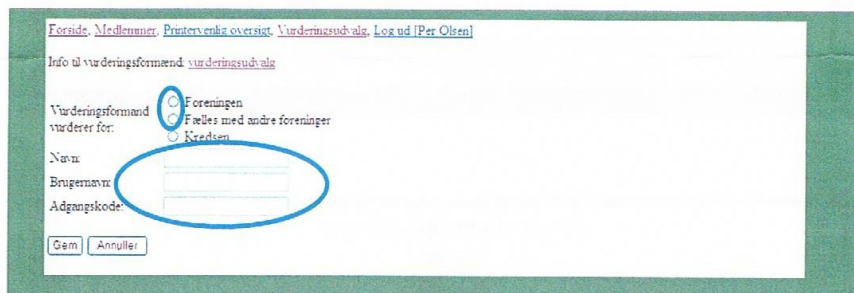 Forside, Medlemmer, Printervenlig oversigt, Vurderingsudvalg, Log ud [Per Olsen]
Info til vurderingsformænd: vurderingsudvalg
Vurderingsformand vurderer for:
Foreningen
Fælles med andre foreninger
Kredsen
Navn:
Brugernavn:
Adgangskode:
Gem Annuller